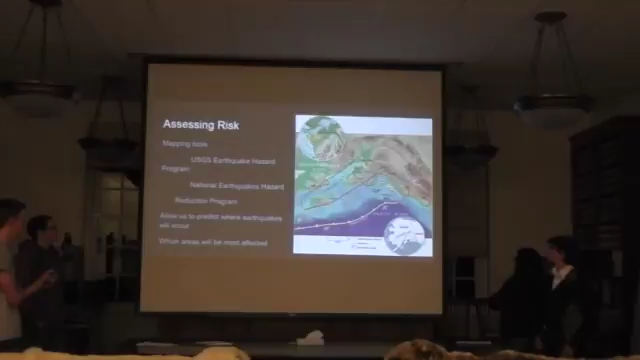 Assessing Risk
Mapping tools
USGS Earthquake Hazard
Program
National Earthquakes Hazard
Reduction Program
Allow us to predict where earthquakes
will occur
Which areas will be most affected